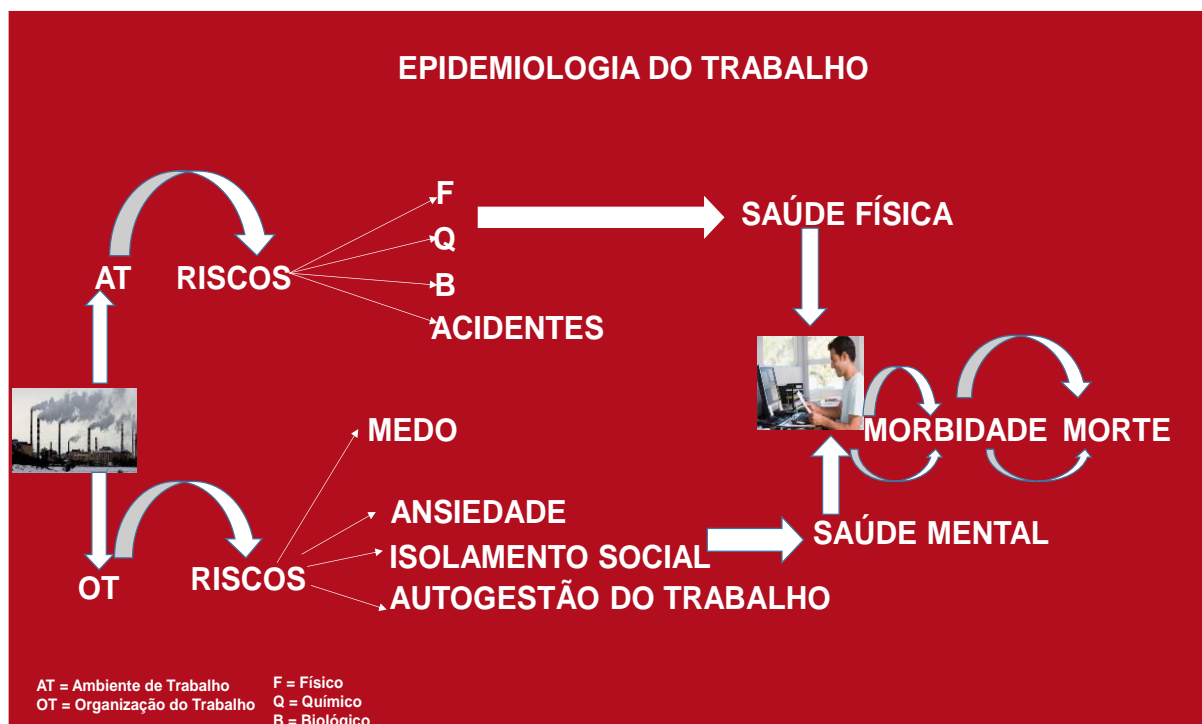 EPIDEMIOLOGIA DO TRABALHO
F
Q
B
ACIDENTES
AT
RISCOS
SAÚDE FÍSICA
MEDO
ANSIEDADE
ISOLAMENTO SOCIAL
AUTOGESTÃO DO TRABALHO
OT
RISCOS
SAÚDE MENTAL
MORBIDADE
MORTE
AT = Ambiente de Trabalho
OT = Organização do Trabalho
F = Físico
Q = Químico
B = Biológico